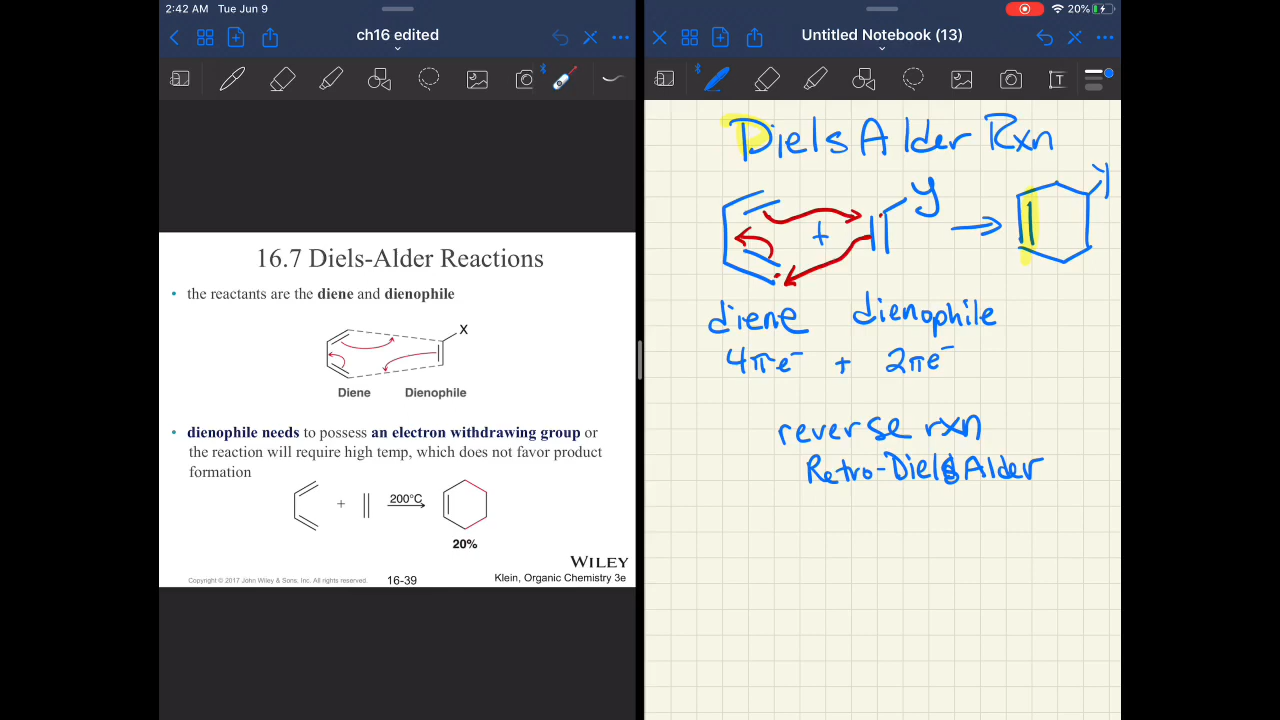 2:42 AM Tue Jun 9
20%
ch16 edited
Untitled Notebook (13)
T
16.7 Diels-Alder Reactions
• the reactants are the diene and dienophile
X
Diene Dienophile
• dienophile needs to possess an electron withdrawing group or
the reaction will require high temp, which does not favor product
formation
+ 200°C
20%
WILEY
Copyright © 2017 John Wiley & Sons, Inc. All rights reserved. 16-39 Klein, Organic Chemistry 3e
Diels Alder Rxn
+ y → y
diene dienophile
4πe⁻ + 2πe⁻
reverse rxn
Retro-Diels Alder